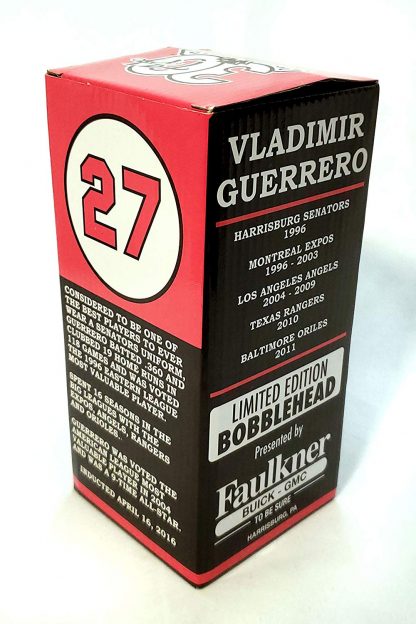 27
CONSIDERED TO BE ONE OF
THE BEST PLAYERS TO EVER
WEAR A SENATORS UNIFORM,
GUERRERO BATTED .360,
CLUBBED 19 HOME RUNS IN
118 GAMES AND WAS VOTED
THE 1996 EASTERN LEAGUE
MOST VALUABLE PLAYER.
SPENT 16 SEASONS IN THE
BIG LEAGUES WITH THE
EXPOS, ANGELS, RANGERS
AND ORIOLES.
GUERRERO WAS VOTED THE
AMERICAN LEAGUE MOST
VALUABLE PLAYER IN 2004
AND WAS A 9-TIME ALL-STAR.
INDUCTED APRIL 16, 2016
VLADIMIR
GUERRERO
HARRISBURG SENATORS
1996
MONTREAL EXPOS
1996 - 2003
LOS ANGELES ANGELS
2004 - 2009
TEXAS RANGERS
2010
BALTIMORE ORILES
2011
LIMITED EDITION
BOBBLEHEAD
Presented by
Faulkner
BUICK - GMC
TO BE SURE
HARRISBURG, PA